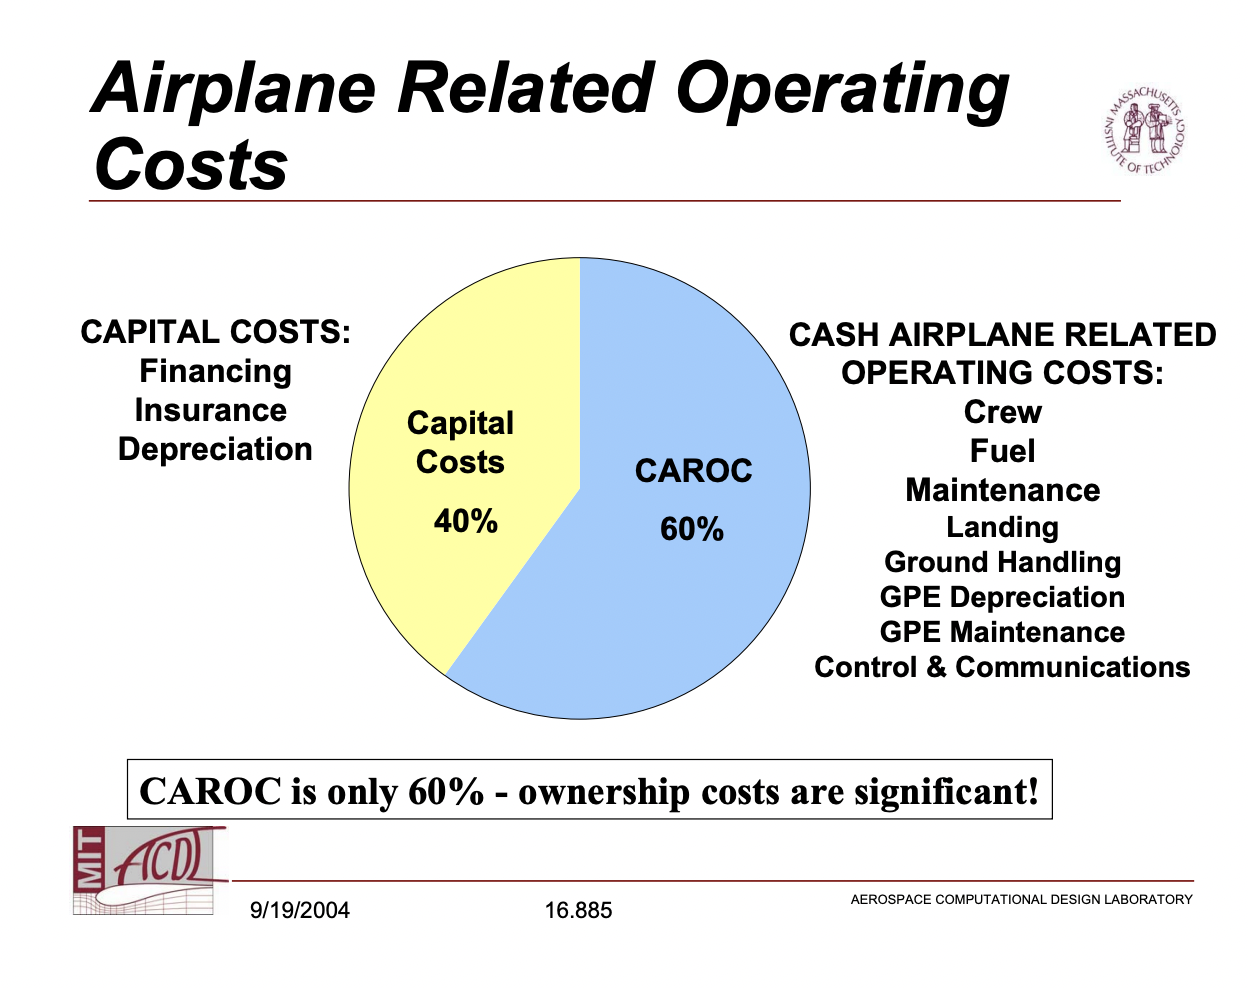 Airplane Related Operating
Costs
MASSACHUSETTS INSTITUTE OF TECHNOLOGY
CAPITAL COSTS:
Financing
Insurance
Depreciation
Capital
Costs
40%
CAROC
60%
CASH AIRPLANE RELATED
OPERATING COSTS:
Crew
Fuel
Maintenance
Landing
Ground Handling
GPE Depreciation
GPE Maintenance
Control & Communications
CAROC is only 60% - ownership costs are significant!
MIT
ACDL
9/19/2004
16.885
AEROSPACE COMPUTATIONAL DESIGN LABORATORY